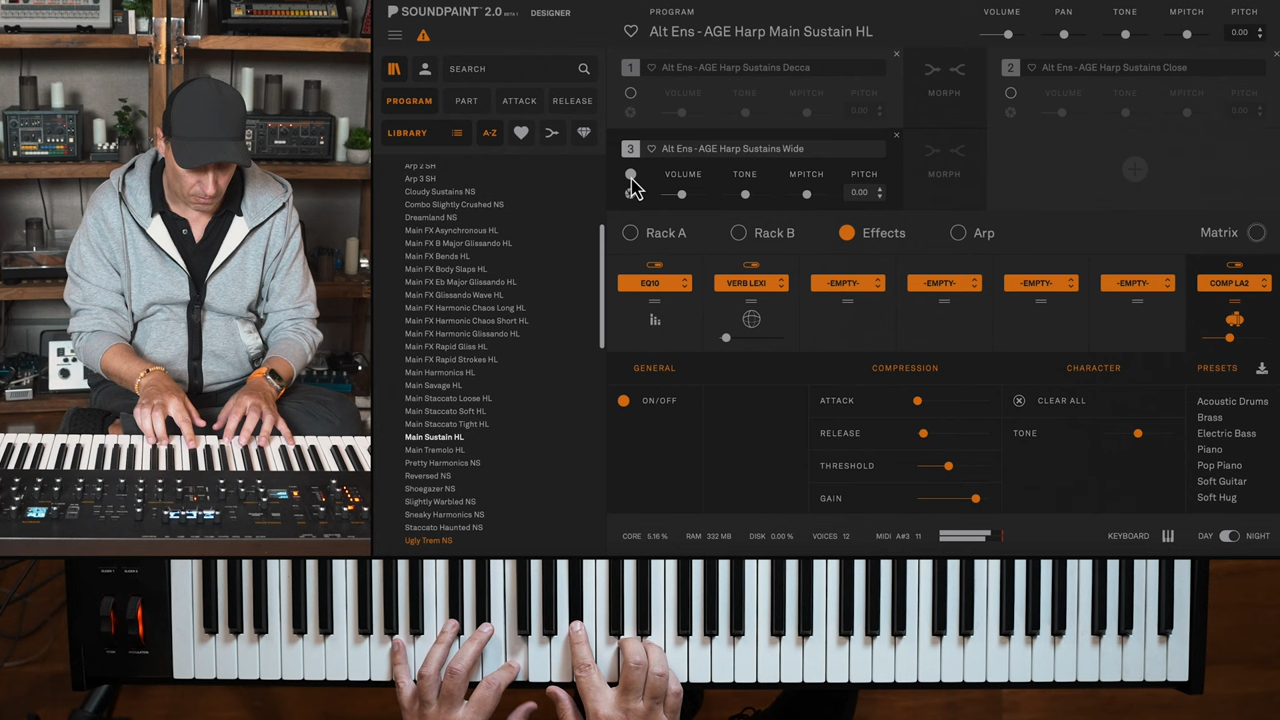 SOUNDPAINT 2.0 BETA 1 DESIGNER
PROGRAM
Alt Ens - AGE Harp Main Sustain HL
VOLUME PAN TONE MPITCH PITCH
0.00
SEARCH
PROGRAM PART ATTACK RELEASE
LIBRARY A-Z
Arp 2 SH
Arp 3 SH
Cloudy Sustains NS
Combo Slightly Crushed NS
Dreamland NS
Main FX Asynchronous HL
Main FX B Major Glissando HL
Main FX Bends HL
Main FX Body Slaps HL
Main FX Eb Major Glissando HL
Main FX Glissando Wave HL
Main FX Harmonic Chaos Long HL
Main FX Harmonic Chaos Short HL
Main FX Harmonic Glissando HL
Main FX Rapid Gliss HL
Main FX Rapid Strokes HL
Main Harmonics HL
Main Savage HL
Main Staccato Loose HL
Main Staccato Soft HL
Main Staccato Tight HL
Main Sustain HL
Main Tremolo HL
Pretty Harmonics NS
Reversed NS
Shoegazer NS
Slightly Warbled NS
Sneaky Harmonics NS
Staccato Haunted NS
Ugly Trem NS
1 Alt Ens - AGE Harp Sustains Decca
VOLUME TONE MPITCH PITCH
0.00
MORPH
2 Alt Ens - AGE Harp Sustains Close
VOLUME TONE MPITCH PITCH
0.00
3 Alt Ens - AGE Harp Sustains Wide
VOLUME TONE MPITCH PITCH
0.00
MORPH
Rack A Rack B Effects Arp Matrix
EQ10 VERB LEXI -EMPTY- -EMPTY- -EMPTY- -EMPTY- COMP LA2
GENERAL COMPRESSION CHARACTER PRESETS
ON/OFF
ATTACK
RELEASE
THRESHOLD
GAIN
CLEAR ALL
TONE
Acoustic Drums
Brass
Electric Bass
Piano
Pop Piano
Soft Guitar
Soft Hug
CORE 5.16 % RAM 332 MB DISK 0.00 % VOICES 12 MIDI A#3 11 KEYBOARD DAY NIGHT